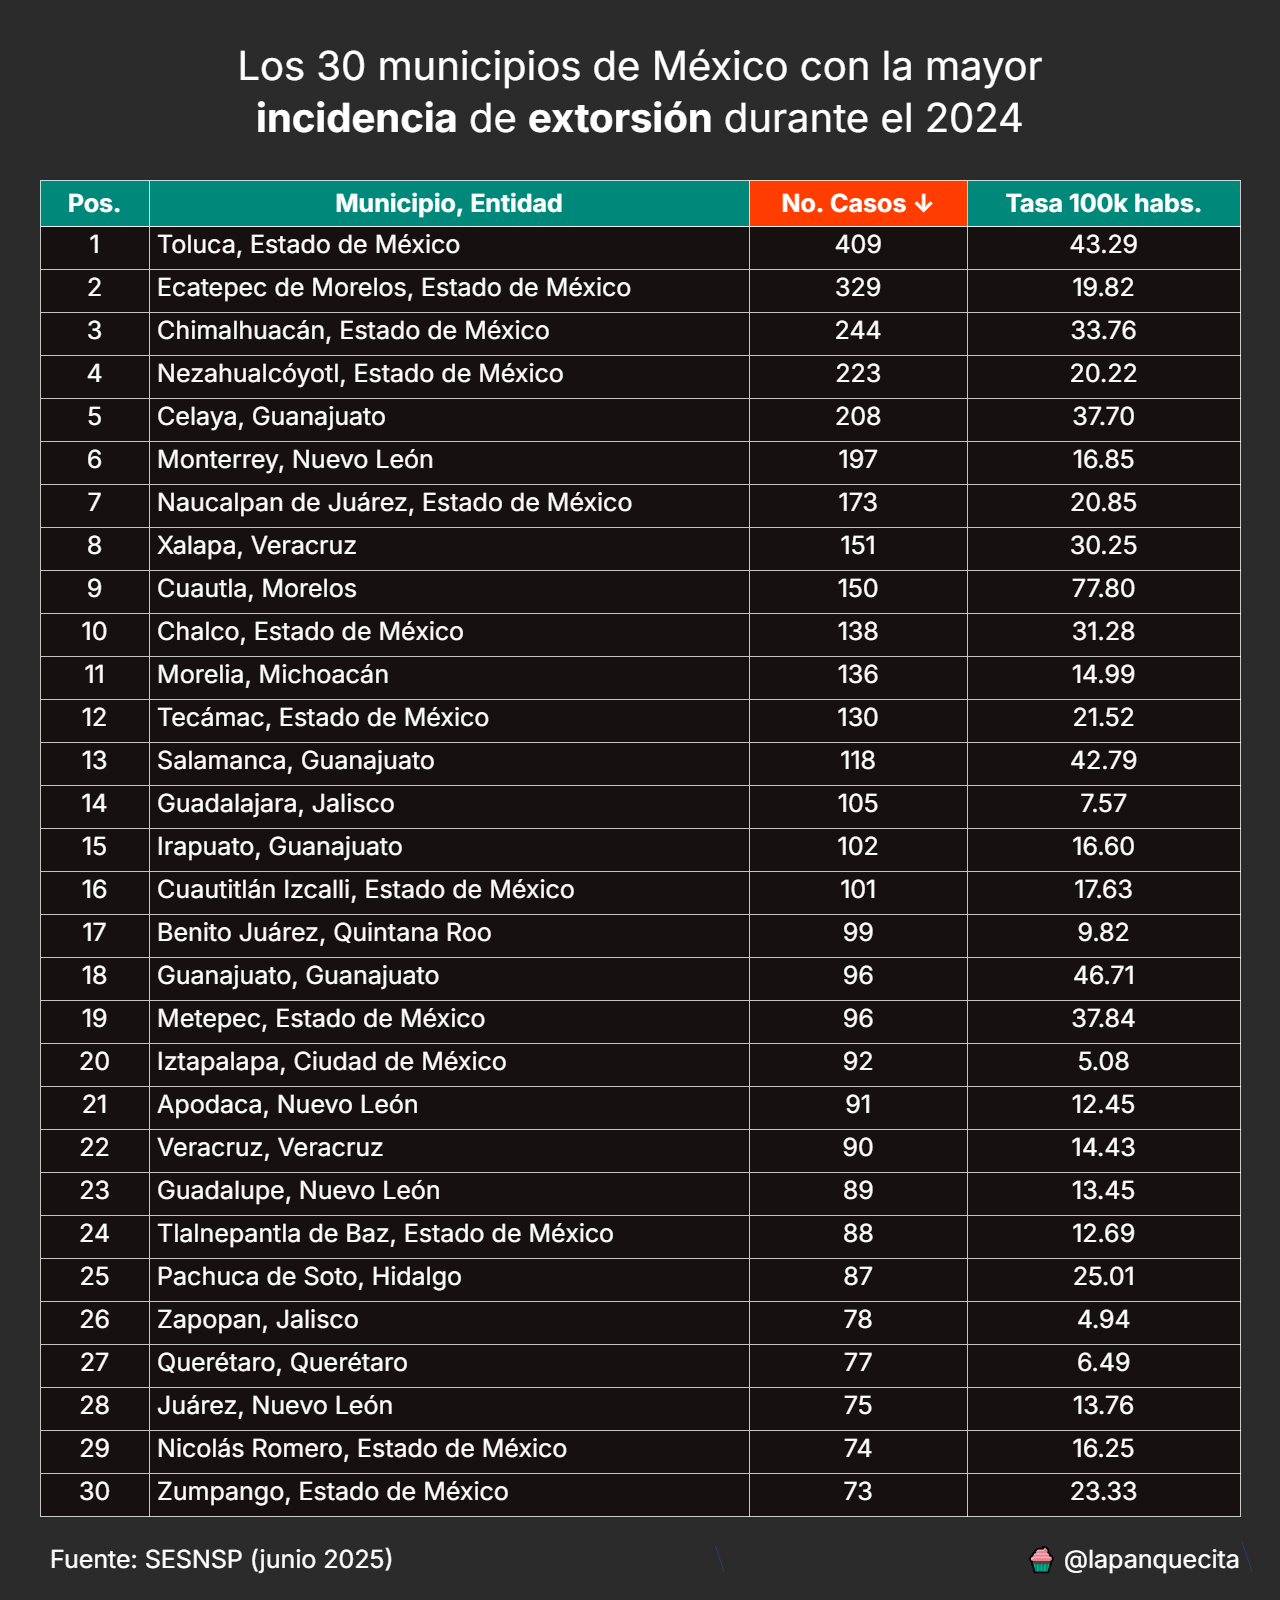 Los 30 municipios de México con la mayor
incidencia de extorsión durante el 2024
Pos. Municipio, Entidad No. Casos ↓ Tasa 100k habs.
1 Toluca, Estado de México 409 43.29
2 Ecatepec de Morelos, Estado de México 329 19.82
3 Chimalhuacán, Estado de México 244 33.76
4 Nezahualcóyotl, Estado de México 223 20.22
5 Celaya, Guanajuato 208 37.70
6 Monterrey, Nuevo León 197 16.85
7 Naucalpan de Juárez, Estado de México 173 20.85
8 Xalapa, Veracruz 151 30.25
9 Cuautla, Morelos 150 77.80
10 Chalco, Estado de México 138 31.28
11 Morelia, Michoacán 136 14.99
12 Tecámac, Estado de México 130 21.52
13 Salamanca, Guanajuato 118 42.79
14 Guadalajara, Jalisco 105 7.57
15 Irapuato, Guanajuato 102 16.60
16 Cuautitlán Izcalli, Estado de México 101 17.63
17 Benito Juárez, Quintana Roo 99 9.82
18 Guanajuato, Guanajuato 96 46.71
19 Metepec, Estado de México 96 37.84
20 Iztapalapa, Ciudad de México 92 5.08
21 Apodaca, Nuevo León 91 12.45
22 Veracruz, Veracruz 90 14.43
23 Guadalupe, Nuevo León 89 13.45
24 Tlalnepantla de Baz, Estado de México 88 12.69
25 Pachuca de Soto, Hidalgo 87 25.01
26 Zapopan, Jalisco 78 4.94
27 Querétaro, Querétaro 77 6.49
28 Juárez, Nuevo León 75 13.76
29 Nicolás Romero, Estado de México 74 16.25
30 Zumpango, Estado de México 73 23.33
Fuente: SESNSP (junio 2025) @lapanquecita